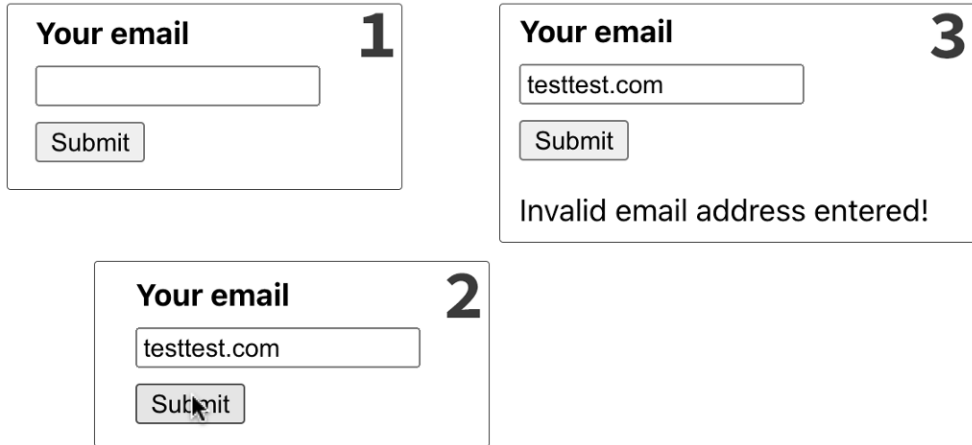 Your email
1
Submit
Your email
3
testtest.com
Submit
Invalid email address entered!
Your email
2
testtest.com
Submit